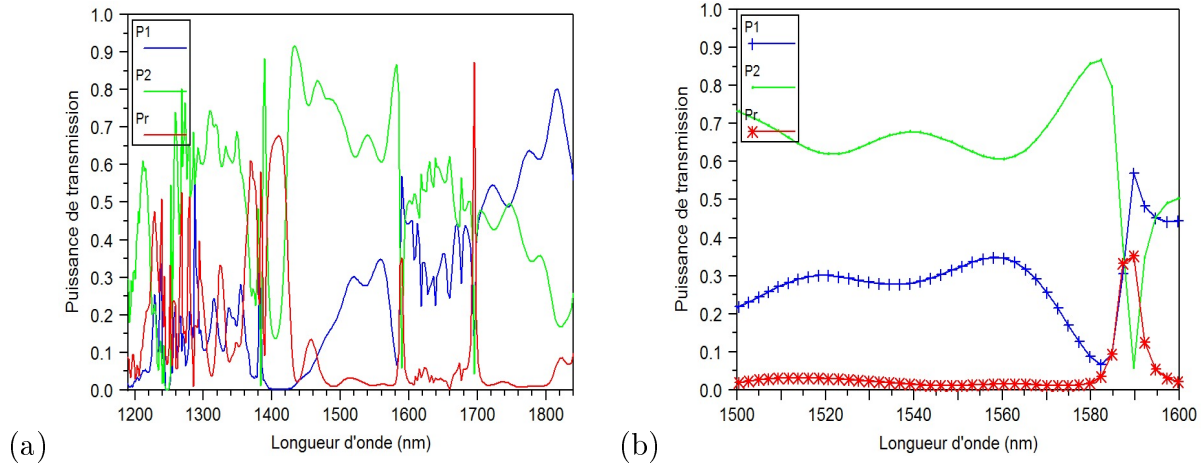 1.0
0.9
0.8
0.7
0.6
0.5
0.4
0.3
0.2
0.1
0.0
Puissance de transmission
P1
P2
Pr
1200 1300 1400 1500 1600 1700 1800
Longueur d'onde (nm)
(a)
1.0
0.9
0.8
0.7
0.6
0.5
0.4
0.3
0.2
0.1
0.0
Puissance de transmission
P1
P2
Pr
1500 1520 1540 1560 1580 1600
Longueur d'onde (nm)
(b)